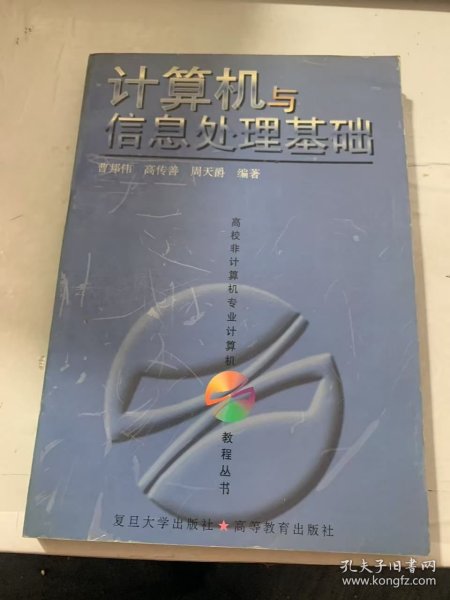 计算机与
信息处理基础
曹邦伟 高传善 周天爵 编著
高校非计算机专业计算机
教程丛书
复旦大学出版社★高等教育出版社
孔夫子旧书网
www.kongfz.com